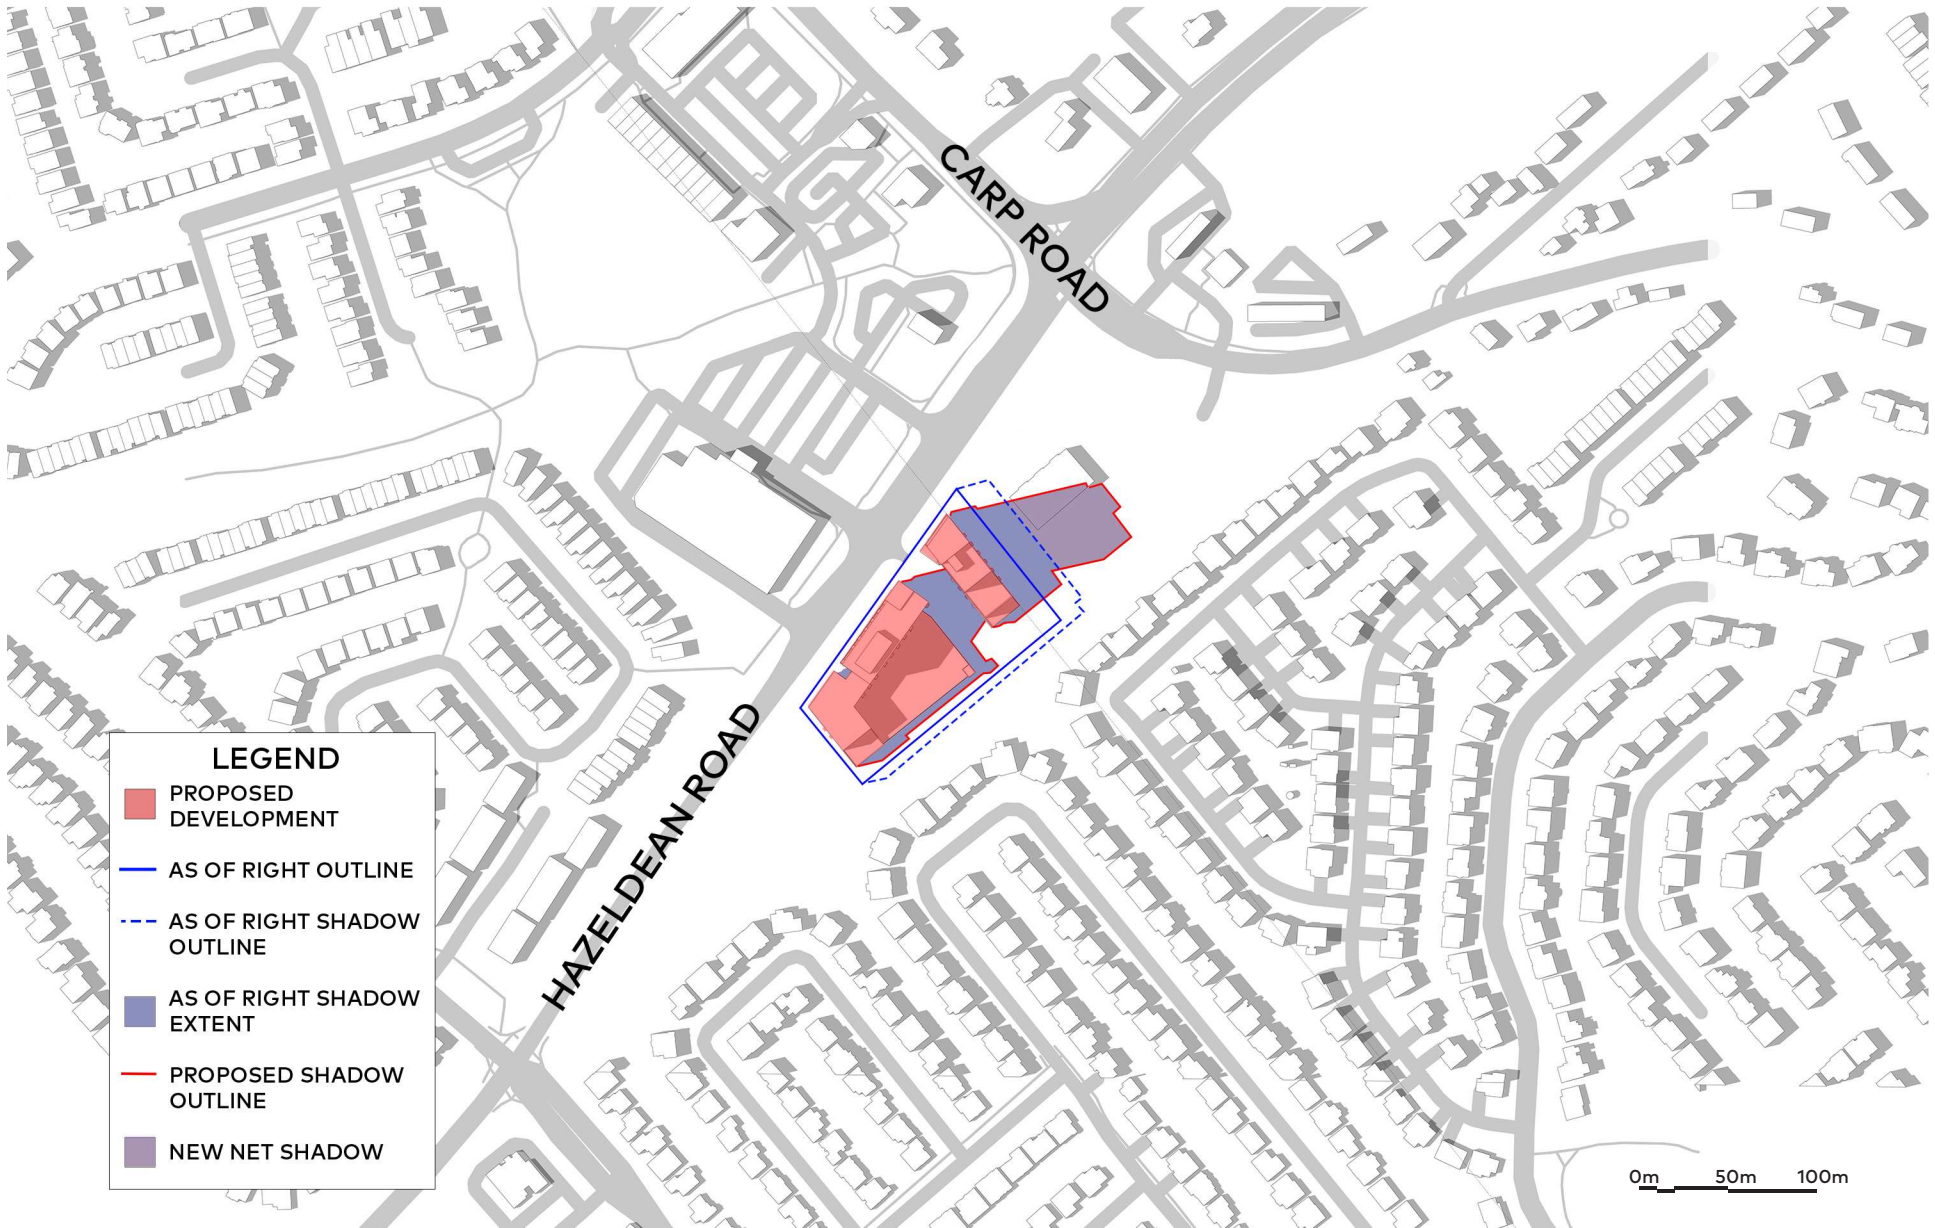 CARP ROAD
HAZELDEAN ROAD
LEGEND
PROPOSED
DEVELOPMENT
AS OF RIGHT OUTLINE
AS OF RIGHT SHADOW
OUTLINE
AS OF RIGHT SHADOW
EXTENT
PROPOSED SHADOW
OUTLINE
NEW NET SHADOW
0m 50m 100m